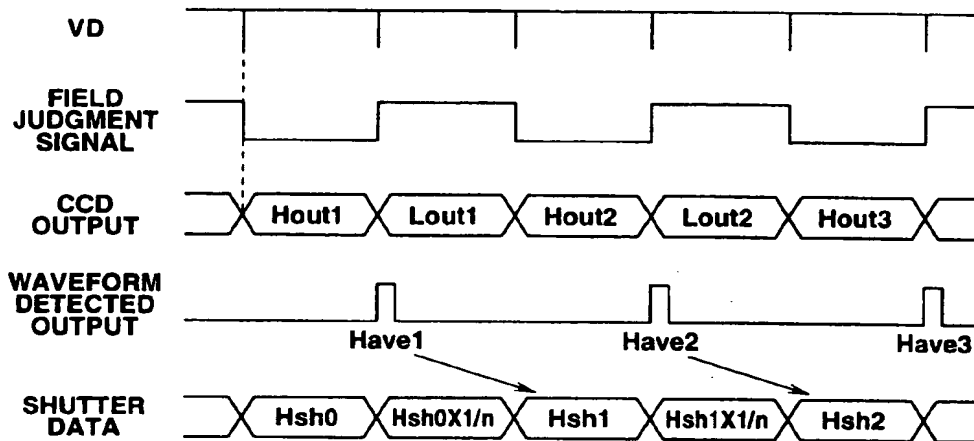 VD
FIELD
JUDGMENT
SIGNAL
CCD
OUTPUT
Hout1 Lout1 Hout2 Lout2 Hout3
WAVEFORM
DETECTED
OUTPUT
Have1 Have2 Have3
SHUTTER
DATA
Hsh0 Hsh0X1/n Hsh1 Hsh1X1/n Hsh2